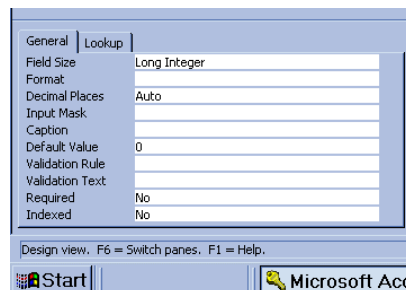 General Lookup
Field Size Long Integer
Format
Decimal Places Auto
Input Mask
Caption
Default Value 0
Validation Rule
Validation Text
Required No
Indexed No
Design view. F6 = Switch panes. F1 = Help.
Start Microsoft Acc